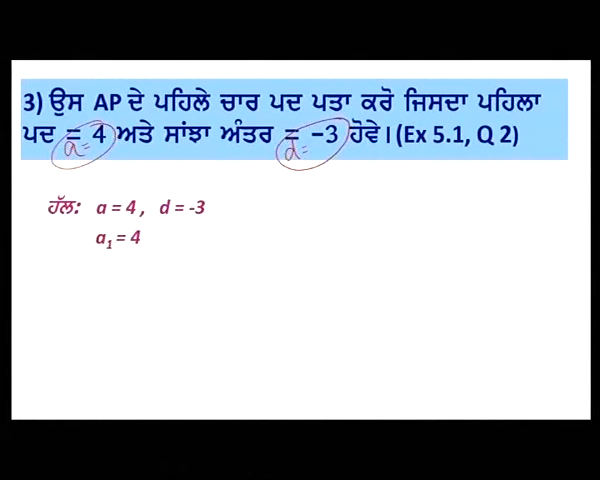 3) ਉਸ AP ਦੇ ਪਹਿਲੇ ਚਾਰ ਪਦ ਪਤਾ ਕਰੋ ਜਿਸਦਾ ਪਹਿਲਾ
ਪਦ = 4 ਅਤੇ ਸਾਂਝਾ ਅੰਤਰ = −3 ਹੋਵੇ। (Ex 5.1, Q 2)
a= d=
ਹੱਲ: a = 4 , d = -3
a₁ = 4